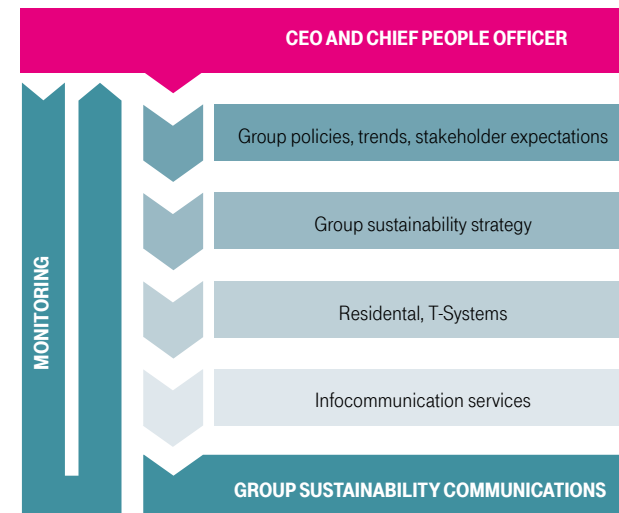 CEO AND CHIEF PEOPLE OFFICER
Group policies, trends, stakeholder expectations
Group sustainability strategy
Residental, T-Systems
Infocommunication services
GROUP SUSTAINABILITY COMMUNICATIONS
MONITORING